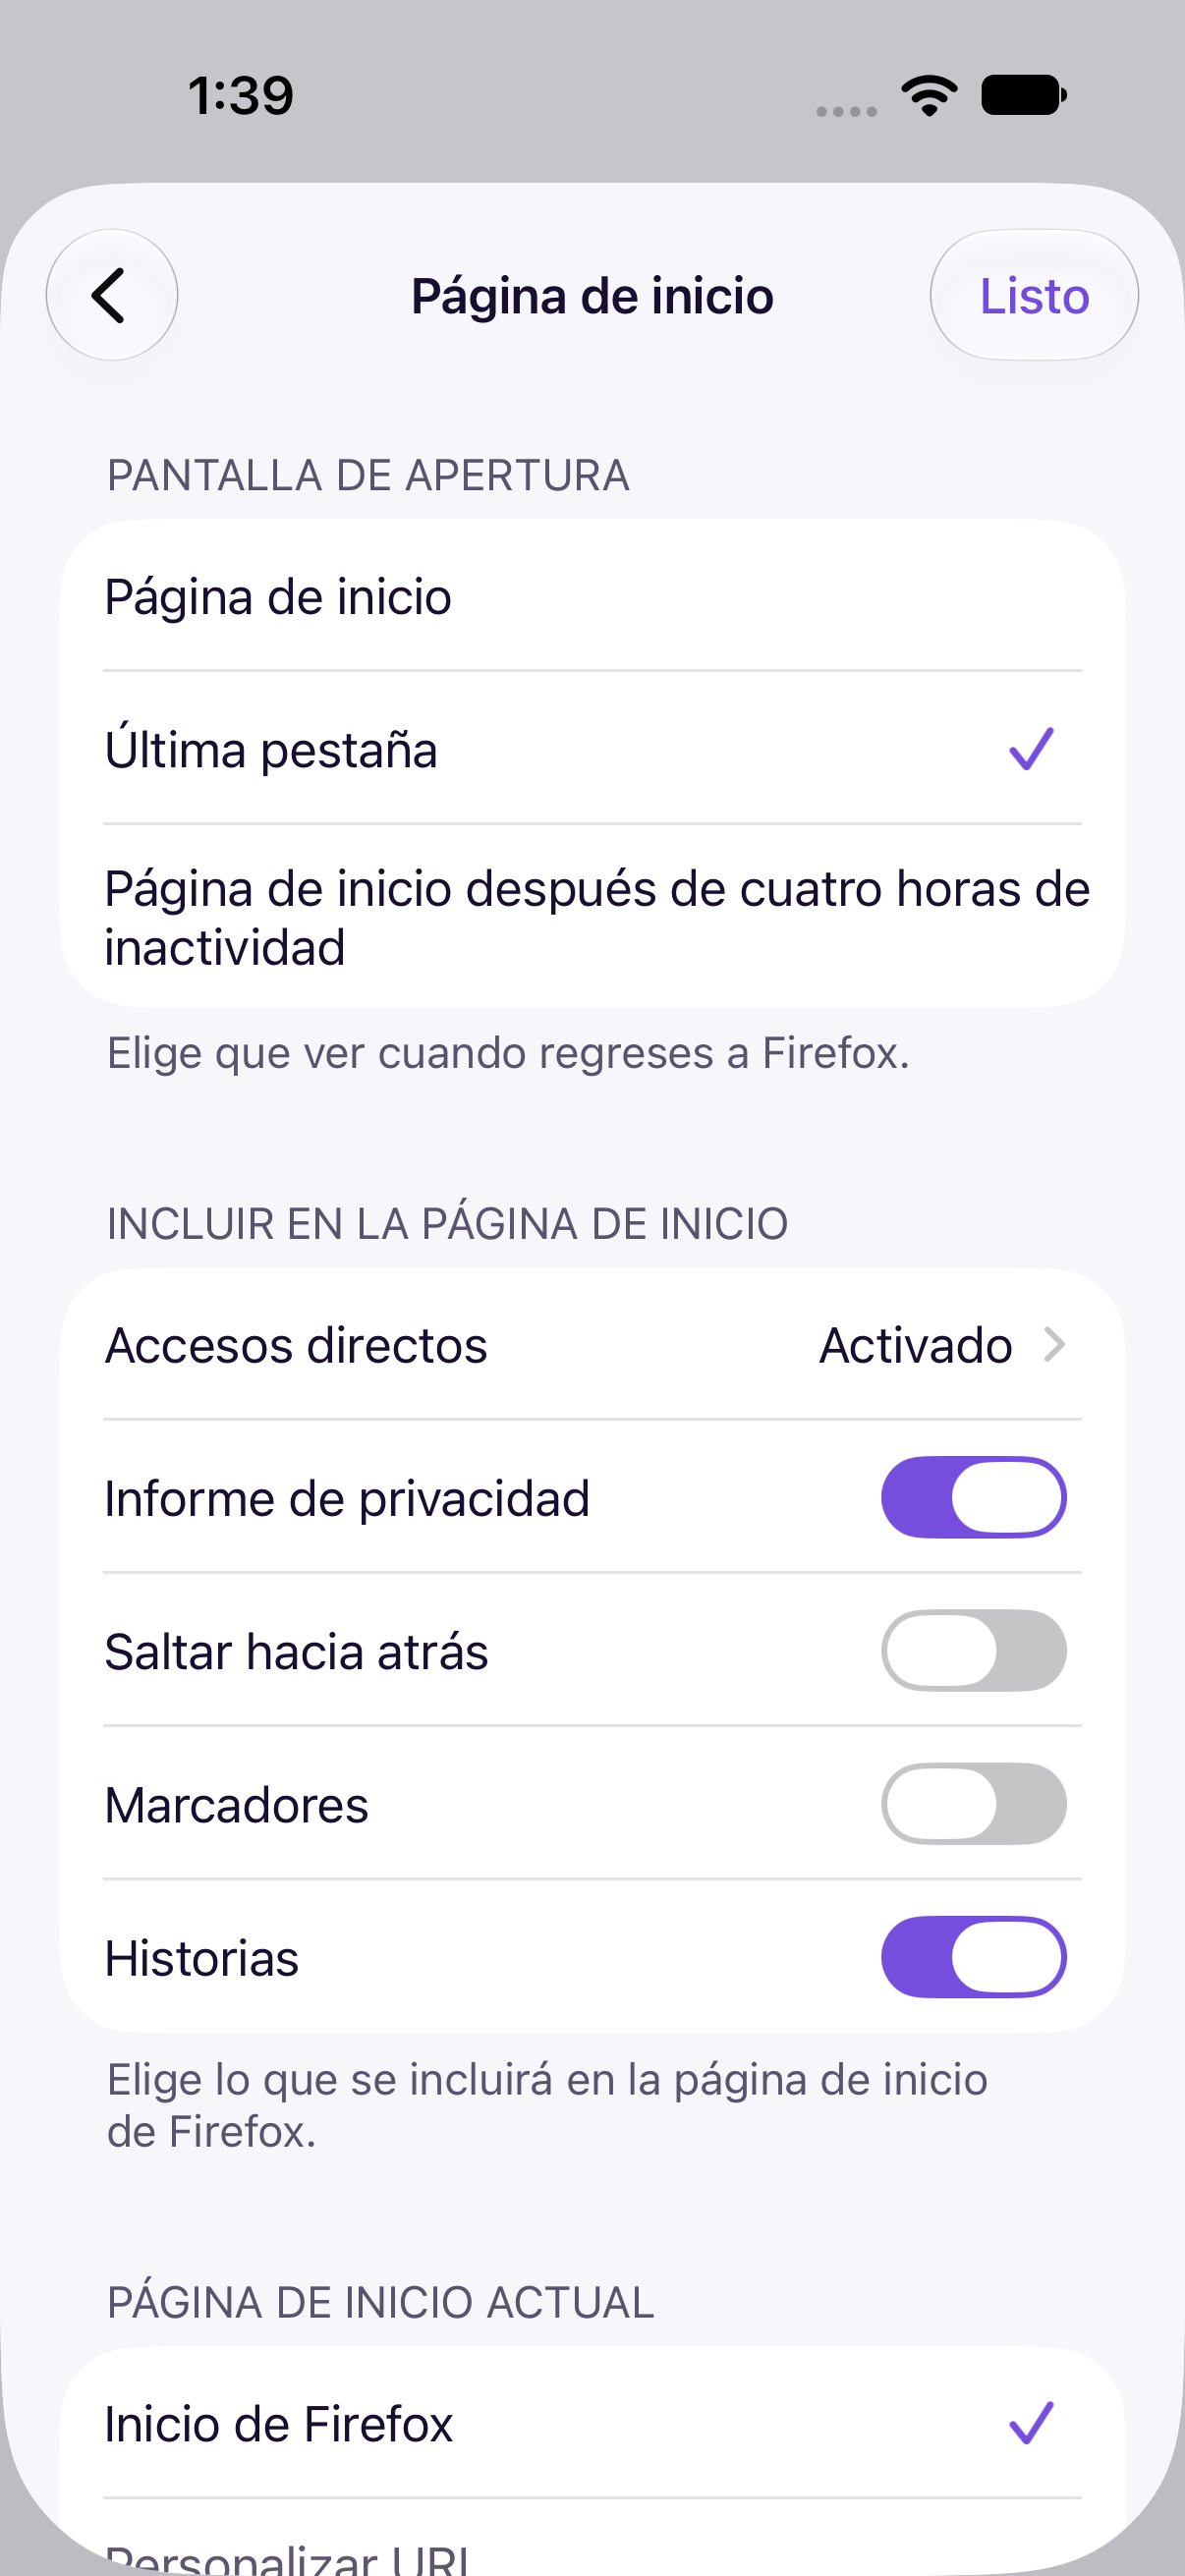 1:39
Página de inicio
Listo
PANTALLA DE APERTURA
Página de inicio
Última pestaña
Página de inicio después de cuatro horas de
inactividad
Elige que ver cuando regreses a Firefox.
INCLUIR EN LA PÁGINA DE INICIO
Accesos directos Activado
Informe de privacidad
Saltar hacia atrás
Marcadores
Historias
Elige lo que se incluirá en la página de inicio
de Firefox.
PÁGINA DE INICIO ACTUAL
Inicio de Firefox
Personalizar URL